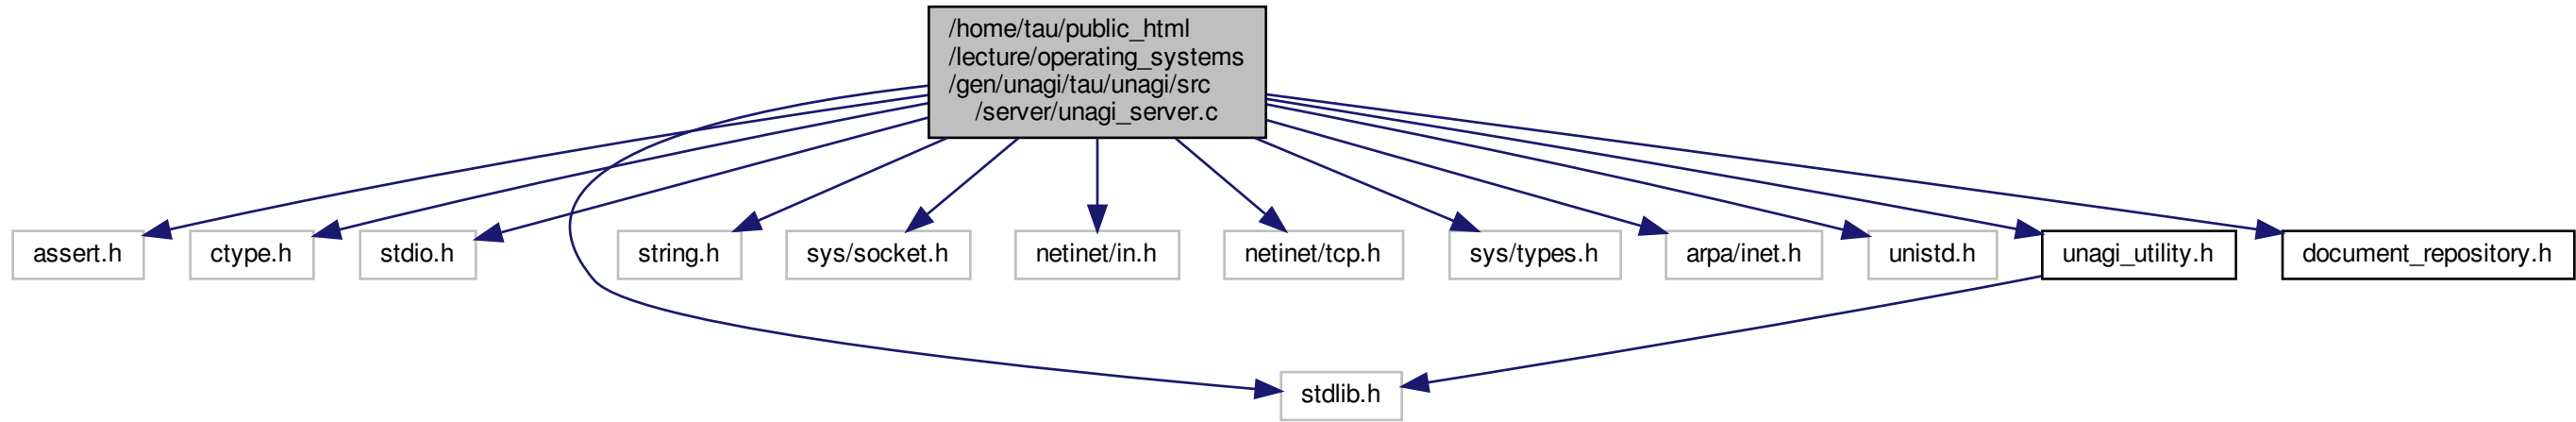 /home/tau/public_html
/lecture/operating_systems
/gen/unagi/tau/unagi/src
/server/unagi_server.c
assert.h
ctype.h
stdio.h
string.h
sys/socket.h
netinet/in.h
netinet/tcp.h
sys/types.h
arpa/inet.h
unistd.h
unagi_utility.h
document_repository.h
stdlib.h